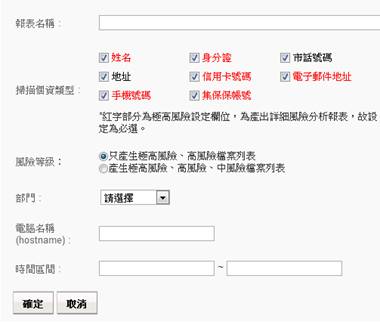 報表名稱：
掃描個資類型：
姓名 身分證 市話號碼
地址 信用卡號碼 電子郵件地址
手機號碼 集保保帳號
*紅字部分為極高風險設定欄位，為產出詳細風險分析報表，故設
定為必選。
風險等級：
只產生極高風險、高風險檔案列表
產生極高風險、高風險、中風險檔案列表
部門： 請選擇
電腦名稱
(hostname)：
時間區間： ~
確定 取消